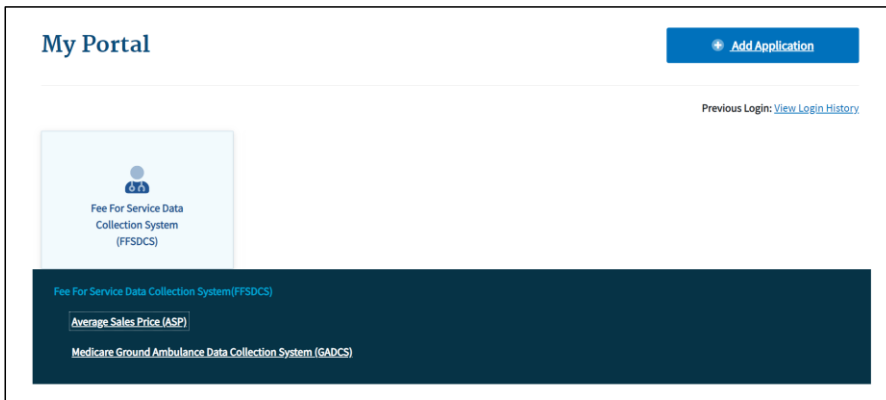 My Portal
Add Application
Previous Login: View Login History
Fee For Service Data
Collection System
(FFSDCS)
Fee For Service Data Collection System(FFSDCS)
Average Sales Price (ASP)
Medicare Ground Ambulance Data Collection System (GADCS)